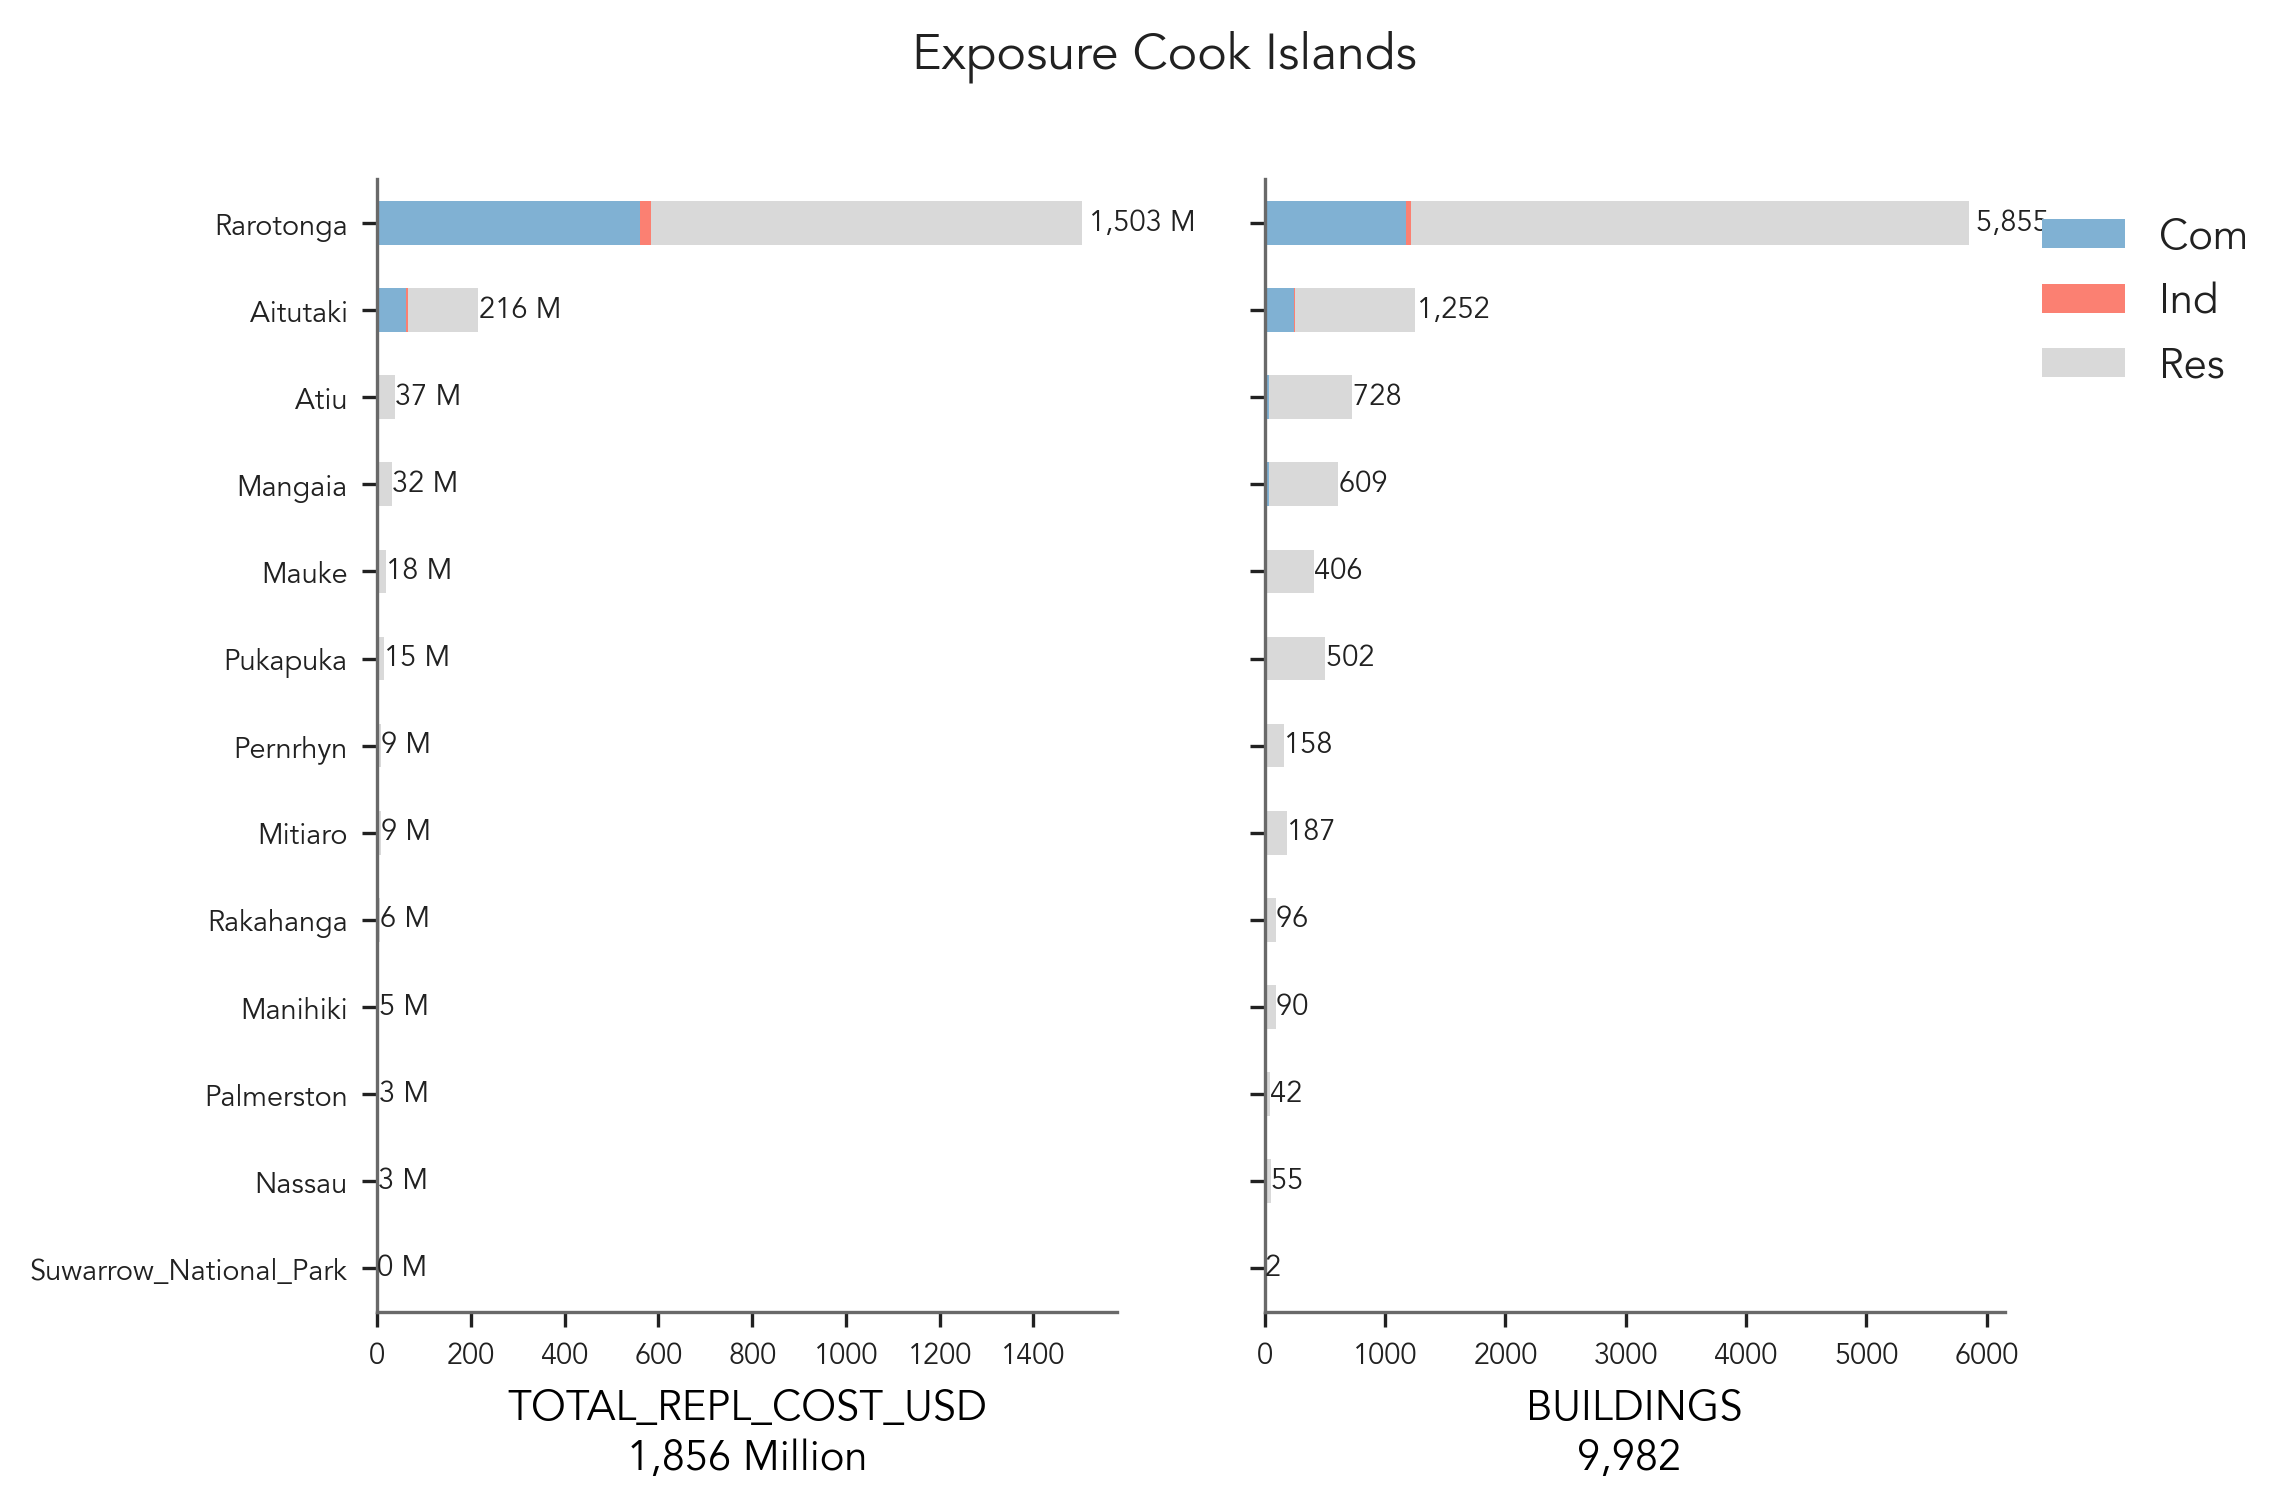 Exposure Cook Islands
Rarotonga
Aitutaki
Atiu
Mangaia
Mauke
Pukapuka
Pernrhyn
Mitiaro
Rakahanga
Manihiki
Palmerston
Nassau
Suwarrow_National_Park
1,503 M
216 M
37 M
32 M
18 M
15 M
9 M
9 M
6 M
5 M
3 M
3 M
0 M
0 200 400 600 800 1000 1200 1400
TOTAL_REPL_COST_USD
1,856 Million
5,855
1,252
728
609
406
502
158
187
96
90
42
55
2
0 1000 2000 3000 4000 5000 6000
BUILDINGS
9,982
Com
Ind
Res